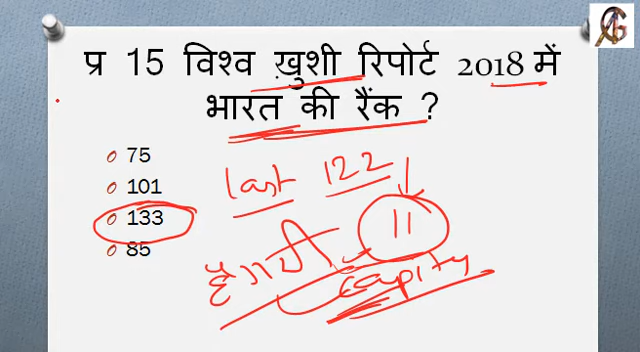 प्र 15 विश्व ख़ुशी रिपोर्ट 2018 में
भारत की रैंक ?
75
101
133
85
last 122
11
capity